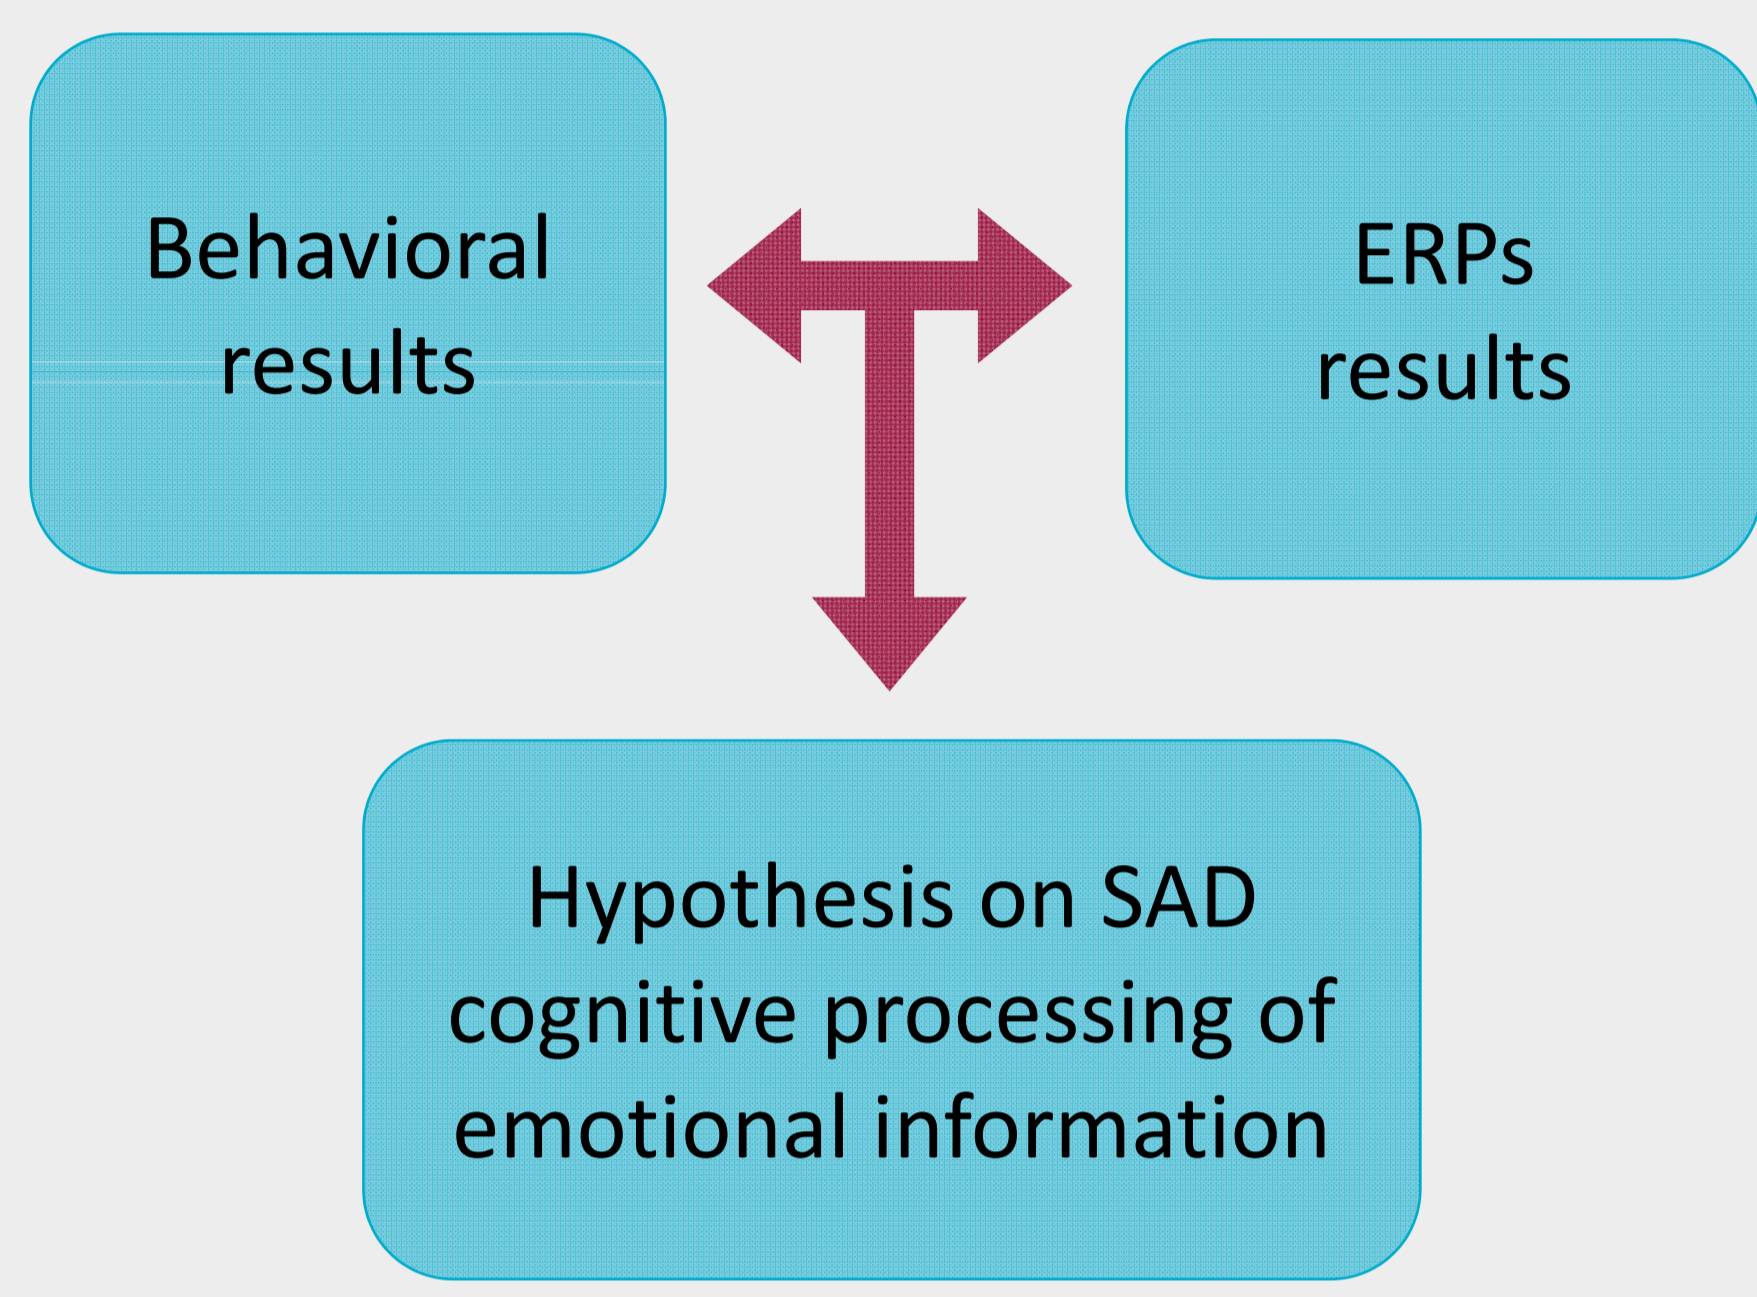 Behavioral
results
ERPs
results
Hypothesis on SAD
cognitive processing of
emotional information